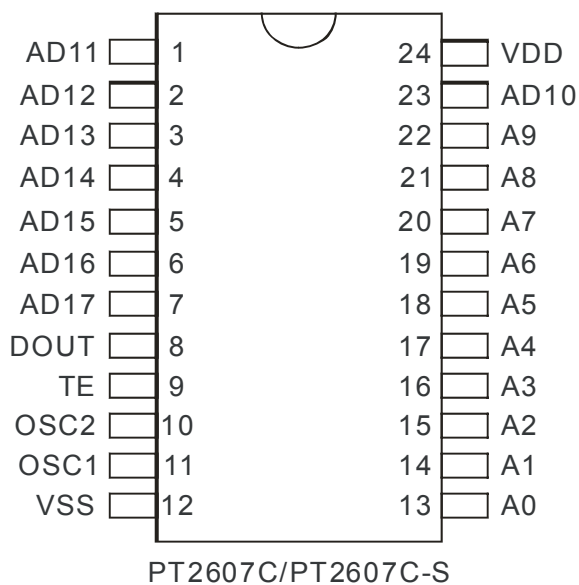 AD11 1 24 VDD
AD12 2 23 AD10
AD13 3 22 A9
AD14 4 21 A8
AD15 5 20 A7
AD16 6 19 A6
AD17 7 18 A5
DOUT 8 17 A4
TE 9 16 A3
OSC2 10 15 A2
OSC1 11 14 A1
VSS 12 13 A0
PT2607C/PT2607C-S